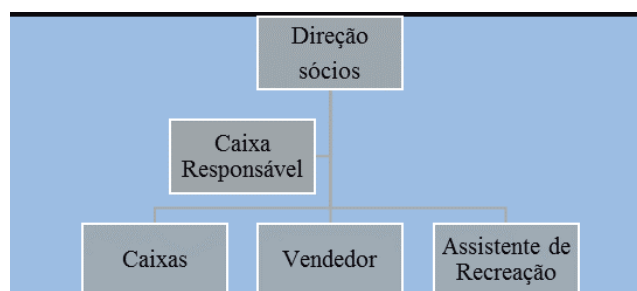 Direção
sócios
Caixa
Responsável
Caixas
Vendedor
Assistente de
Recreação